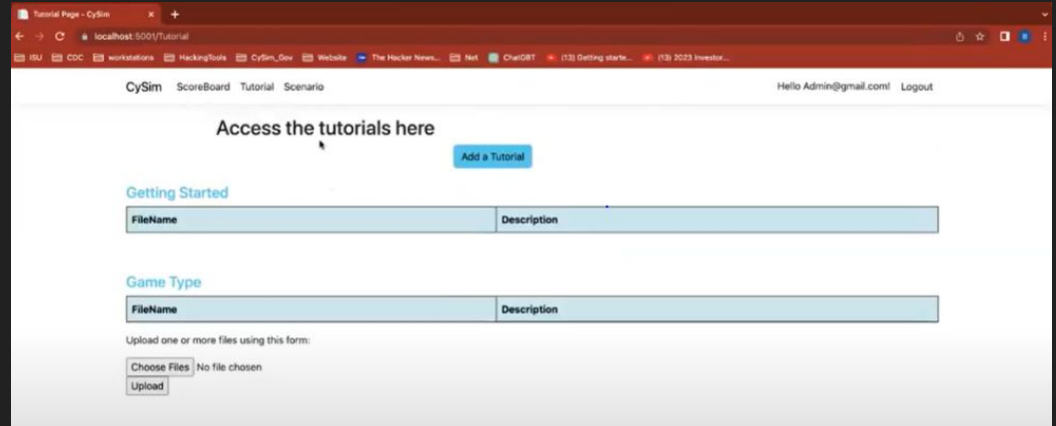 Tutorial Page - CySim
localhost:5001/Tutorial
ISU CDC workstations HackingTools CySim_Gov Website The Hacker News... Net ChatGBT (13) Getting starte... (13) 2023 Investor...
CySim ScoreBoard Tutorial Scenario Hello Admin@gmail.com! Logout
Access the tutorials here
Add a Tutorial
Getting Started
FileName Description
Game Type
FileName Description
Upload one or more files using this form:
Choose Files No file chosen
Upload